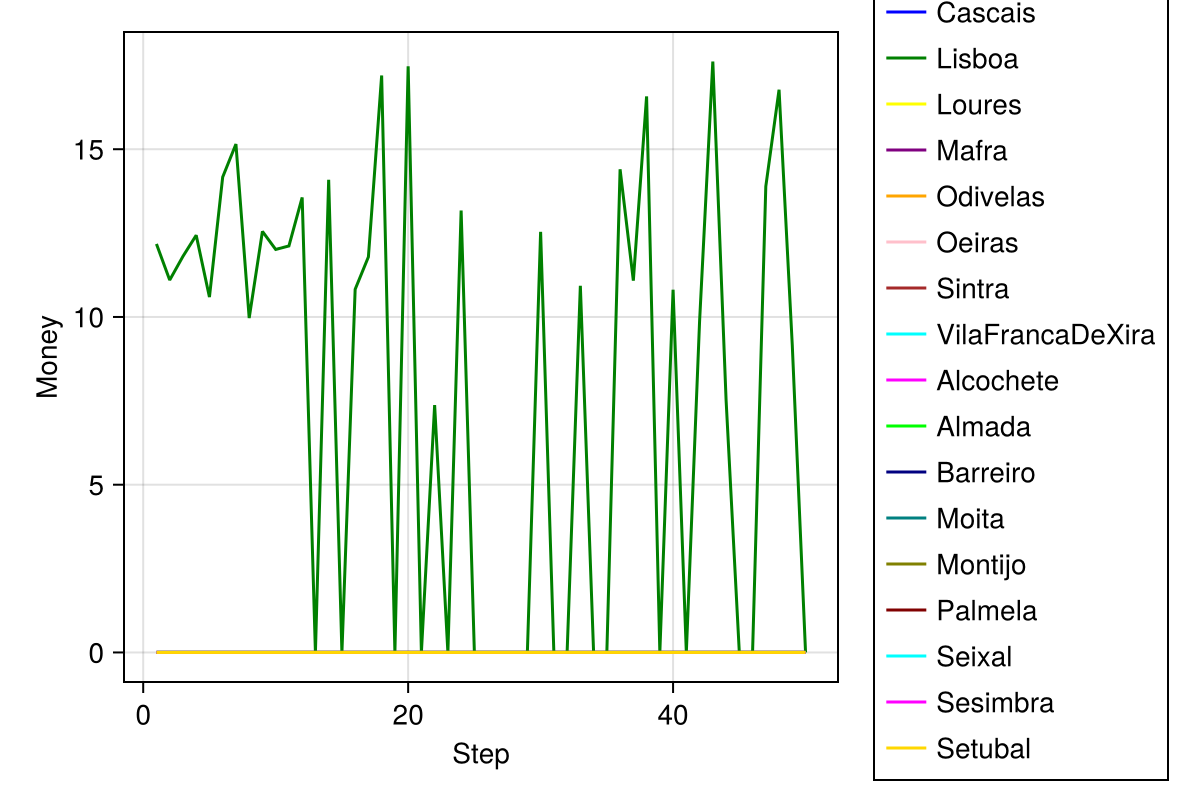 15
10
5
0
Money
0
20
40
Step
Cascais
Lisboa
Loures
Mafra
Odivelas
Oeiras
Sintra
VilaFrancaDeXira
Alcochete
Almada
Barreiro
Moita
Montijo
Palmela
Seixal
Sesimbra
Setubal